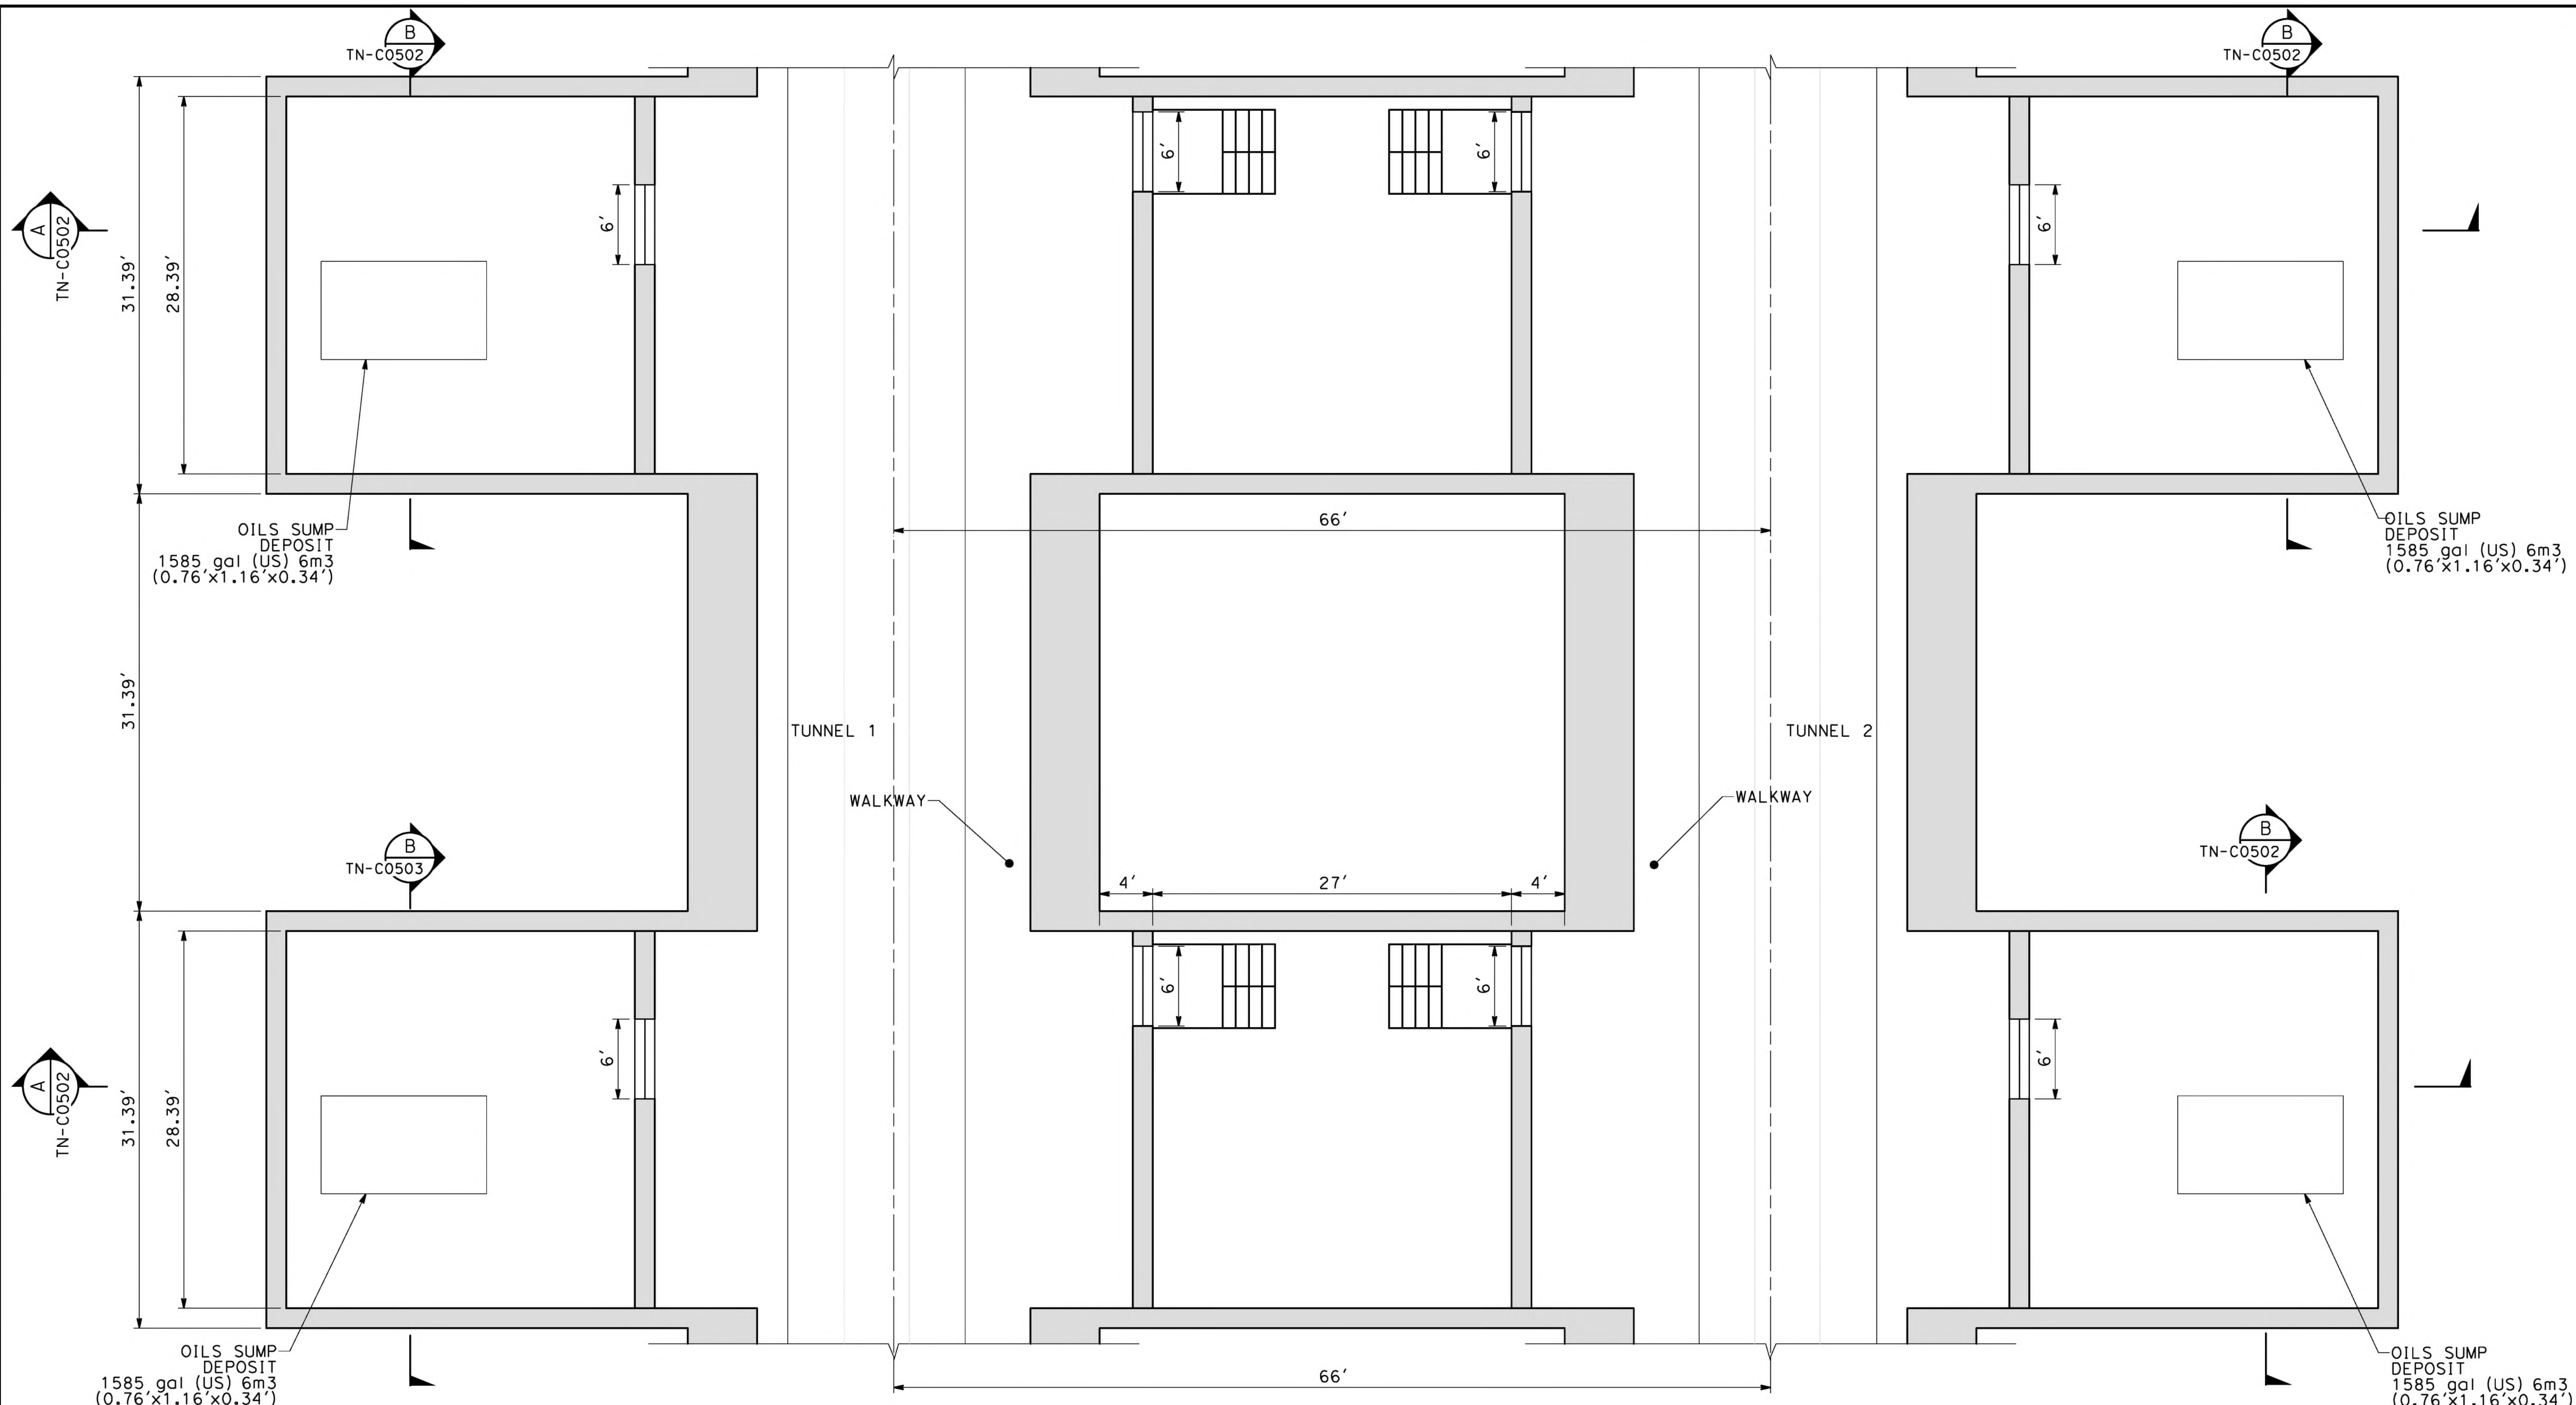 B
TN-C0502
B
TN-C0502
A
TN-C0502
31.39'
28.39'
6'
6'
6'
6'
OILS SUMP
DEPOSIT
1585 gal (US) 6m3
(0.76'x1.16'x0.34')
66'
OILS SUMP
DEPOSIT
1585 gal (US) 6m3
(0.76'x1.16'x0.34')
31.39'
TUNNEL 1
TUNNEL 2
WALKWAY
WALKWAY
B
TN-C0503
4'
27'
4'
B
TN-C0502
A
TN-C0502
31.39'
28.39'
6'
6'
6'
6'
OILS SUMP
DEPOSIT
1585 gal (US) 6m3
(0.76'x1.16'x0.34')
66'
OILS SUMP
DEPOSIT
1585 gal (US) 6m3
(0.76'x1.16'x0.34')